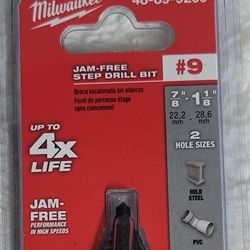 Milwaukee
JAM-FREE
STEP DRILL BIT
#9
Broca escalonada sin atascos
Foret de perçage étagé
sans coincement
7/8" - 1 1/8"
22,2 mm - 28,6 mm
2
HOLE SIZES
UP TO
4X
LIFE
MILD
STEEL
JAM-
FREE
PERFORMANCE
IN HIGH SPEEDS
PVC